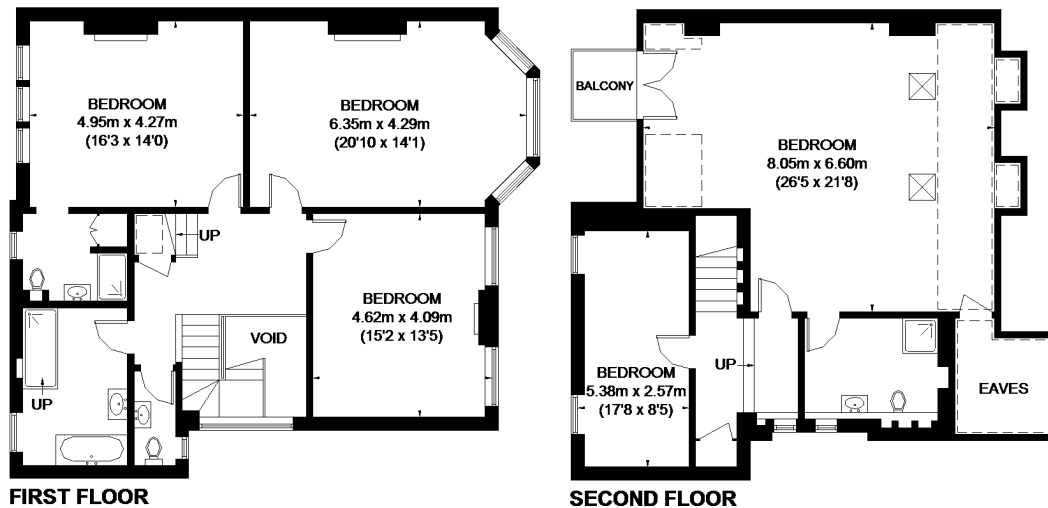 BEDROOM
4.95m x 4.27m
(16'3 x 14'0)
BEDROOM
6.35m x 4.29m
(20'10 x 14'1)
UP
BEDROOM
4.62m x 4.09m
(15'2 x 13'5)
VOID
UP
FIRST FLOOR
BALCONY
BEDROOM
8.05m x 6.60m
(26'5 x 21'8)
BEDROOM
5.38m x 2.57m
(17'8 x 8'5)
UP
EAVES
SECOND FLOOR